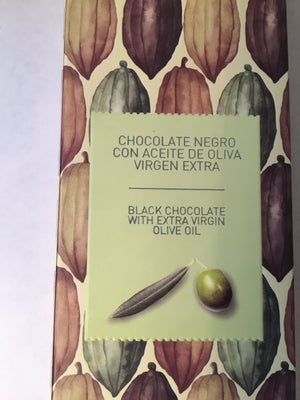 CHOCOLATE NEGRO
CON ACEITE DE OLIVA
VIRGEN EXTRA
BLACK CHOCOLATE
WITH EXTRA VIRGIN
OLIVE OIL